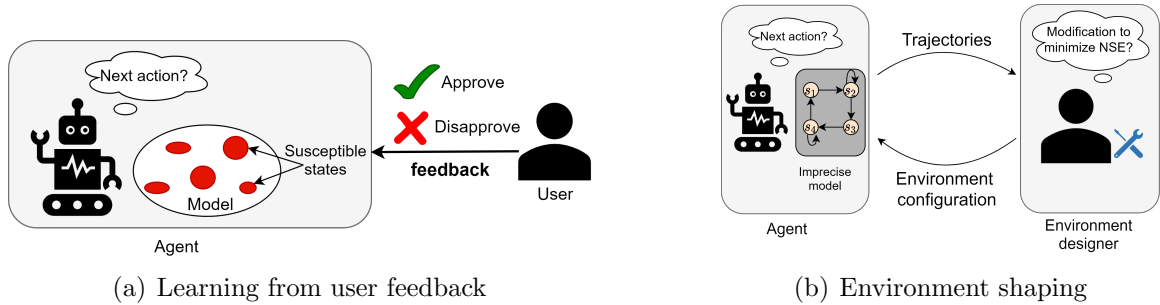 Next action?
Approve
Disapprove
Susceptible
states
feedback
Model
User
Agent
(a) Learning from user feedback
Next action?
s1
s2
s4
s3
Imprecise
model
Agent
Trajectories
Environment
configuration
Modification to
minimize NSE?
Environment
designer
(b) Environment shaping